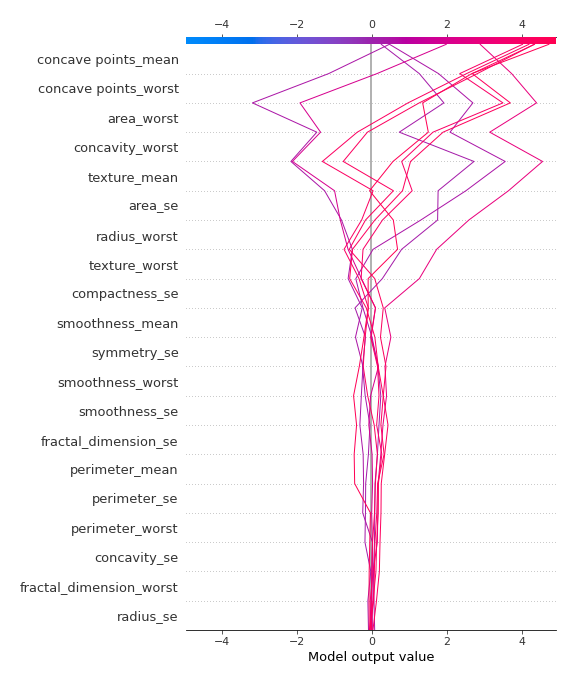 −4 −2 0 2 4
concave points_mean
concave points_worst
area_worst
concavity_worst
texture_mean
area_se
radius_worst
texture_worst
compactness_se
smoothness_mean
symmetry_se
smoothness_worst
smoothness_se
fractal_dimension_se
perimeter_mean
perimeter_se
perimeter_worst
concavity_se
fractal_dimension_worst
radius_se
−4 −2 0 2 4
Model output value